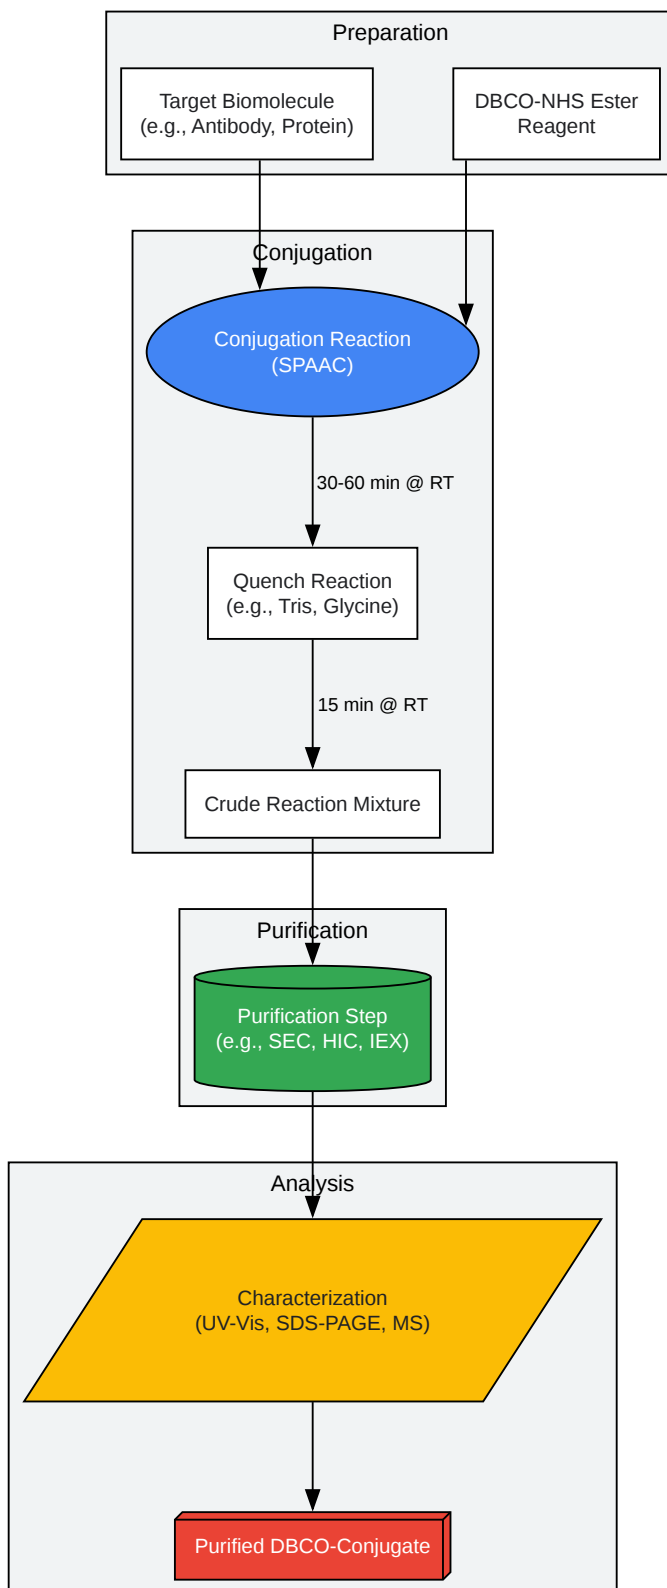 Preparation
Target Biomolecule
(e.g., Antibody, Protein)
DBCO-NHS Ester
Reagent
Conjugation
Conjugation Reaction
(SPAAC)
30-60 min @ RT
Quench Reaction
(e.g., Tris, Glycine)
15 min @ RT
Crude Reaction Mixture
Purification
Purification Step
(e.g., SEC, HIC, IEX)
Analysis
Characterization
(UV-Vis, SDS-PAGE, MS)
Purified DBCO-Conjugate